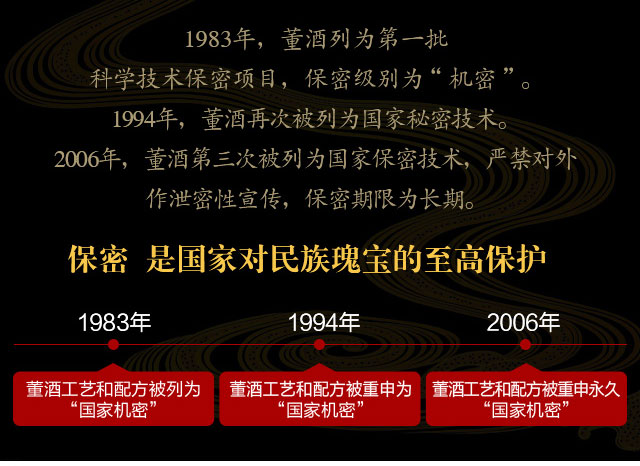 1983年，董酒列为第一批
科学技术保密项目，保密级别为“机密”。
1994年，董酒再次被列为国家秘密技术。
2006年，董酒第三次被列为国家保密技术，严禁对外
作泄密性宣传，保密期限为长期。
保密 是国家对民族瑰宝的至高保护
1983年
1994年
2006年
董酒工艺和配方被列为
“国家机密”
董酒工艺和配方被重申为
“国家机密”
董酒工艺和配方被重申永久
“国家机密”